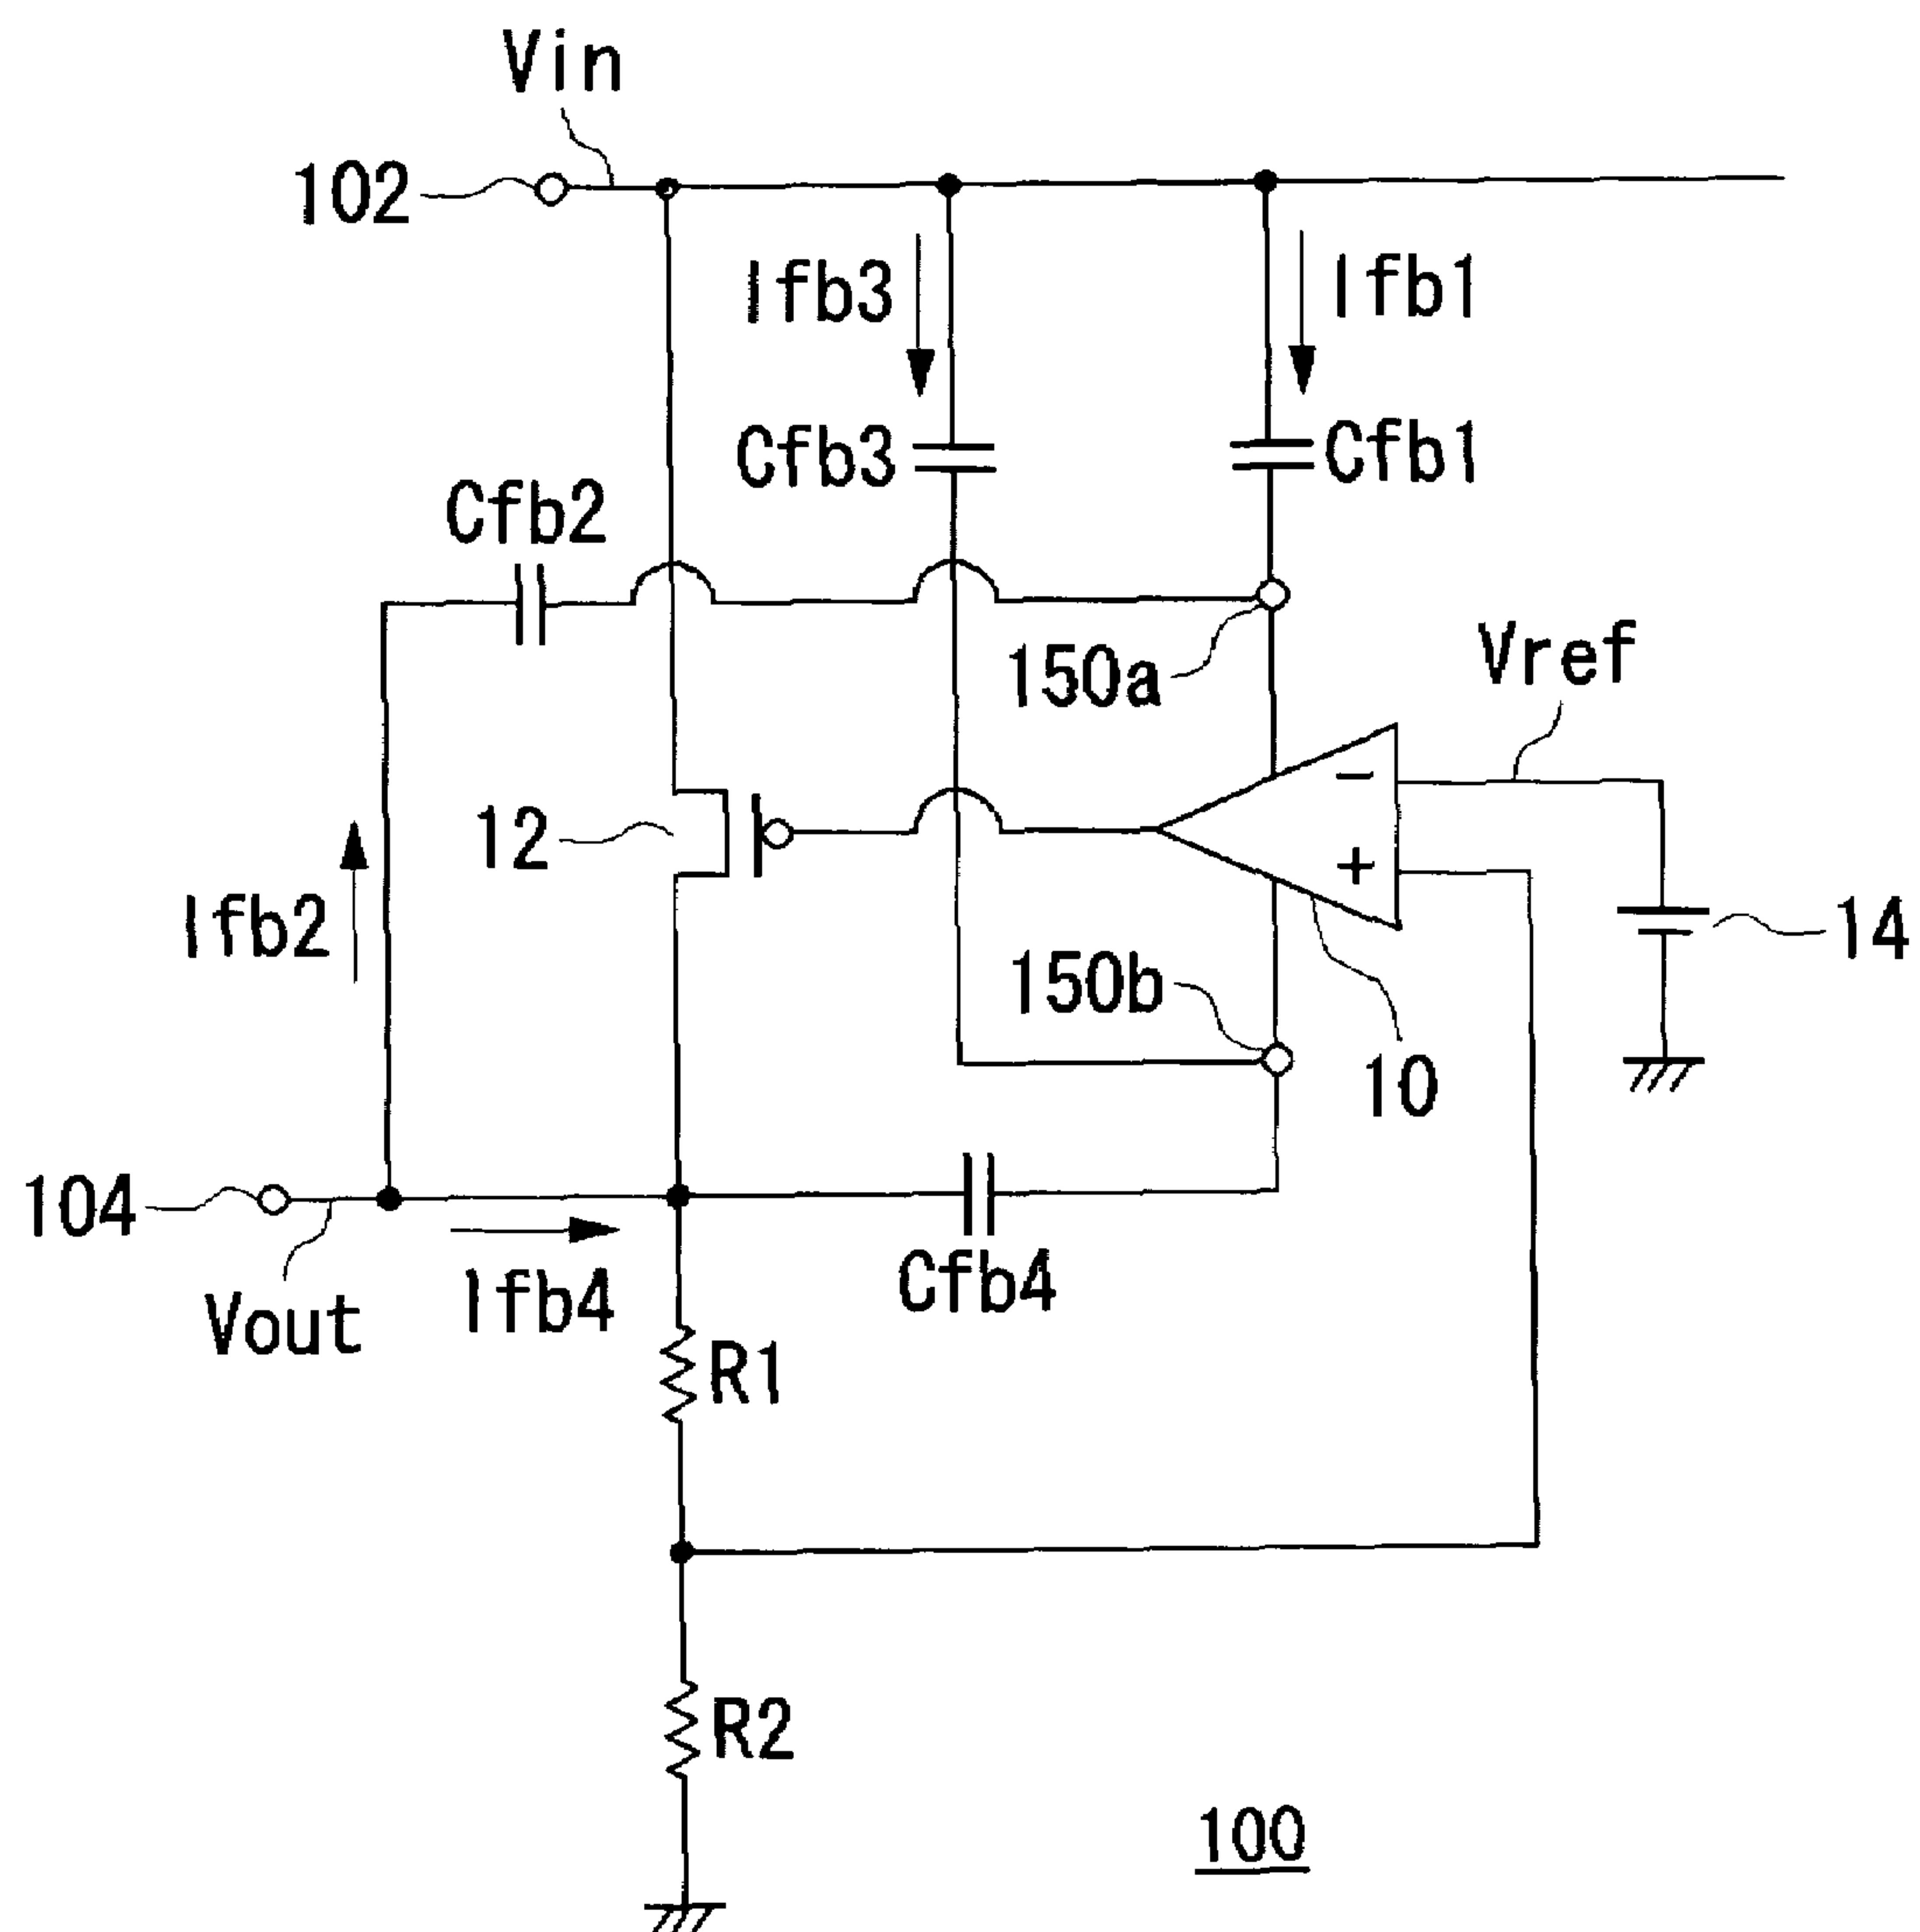 Vin
102
Ifb3
Ifb1
Cfb3
Cfb1
Cfb2
150a
Vref
−
12
+
Ifb2
14
150b
10
104
Cfb4
Ifb4
Vout
R1
R2
100